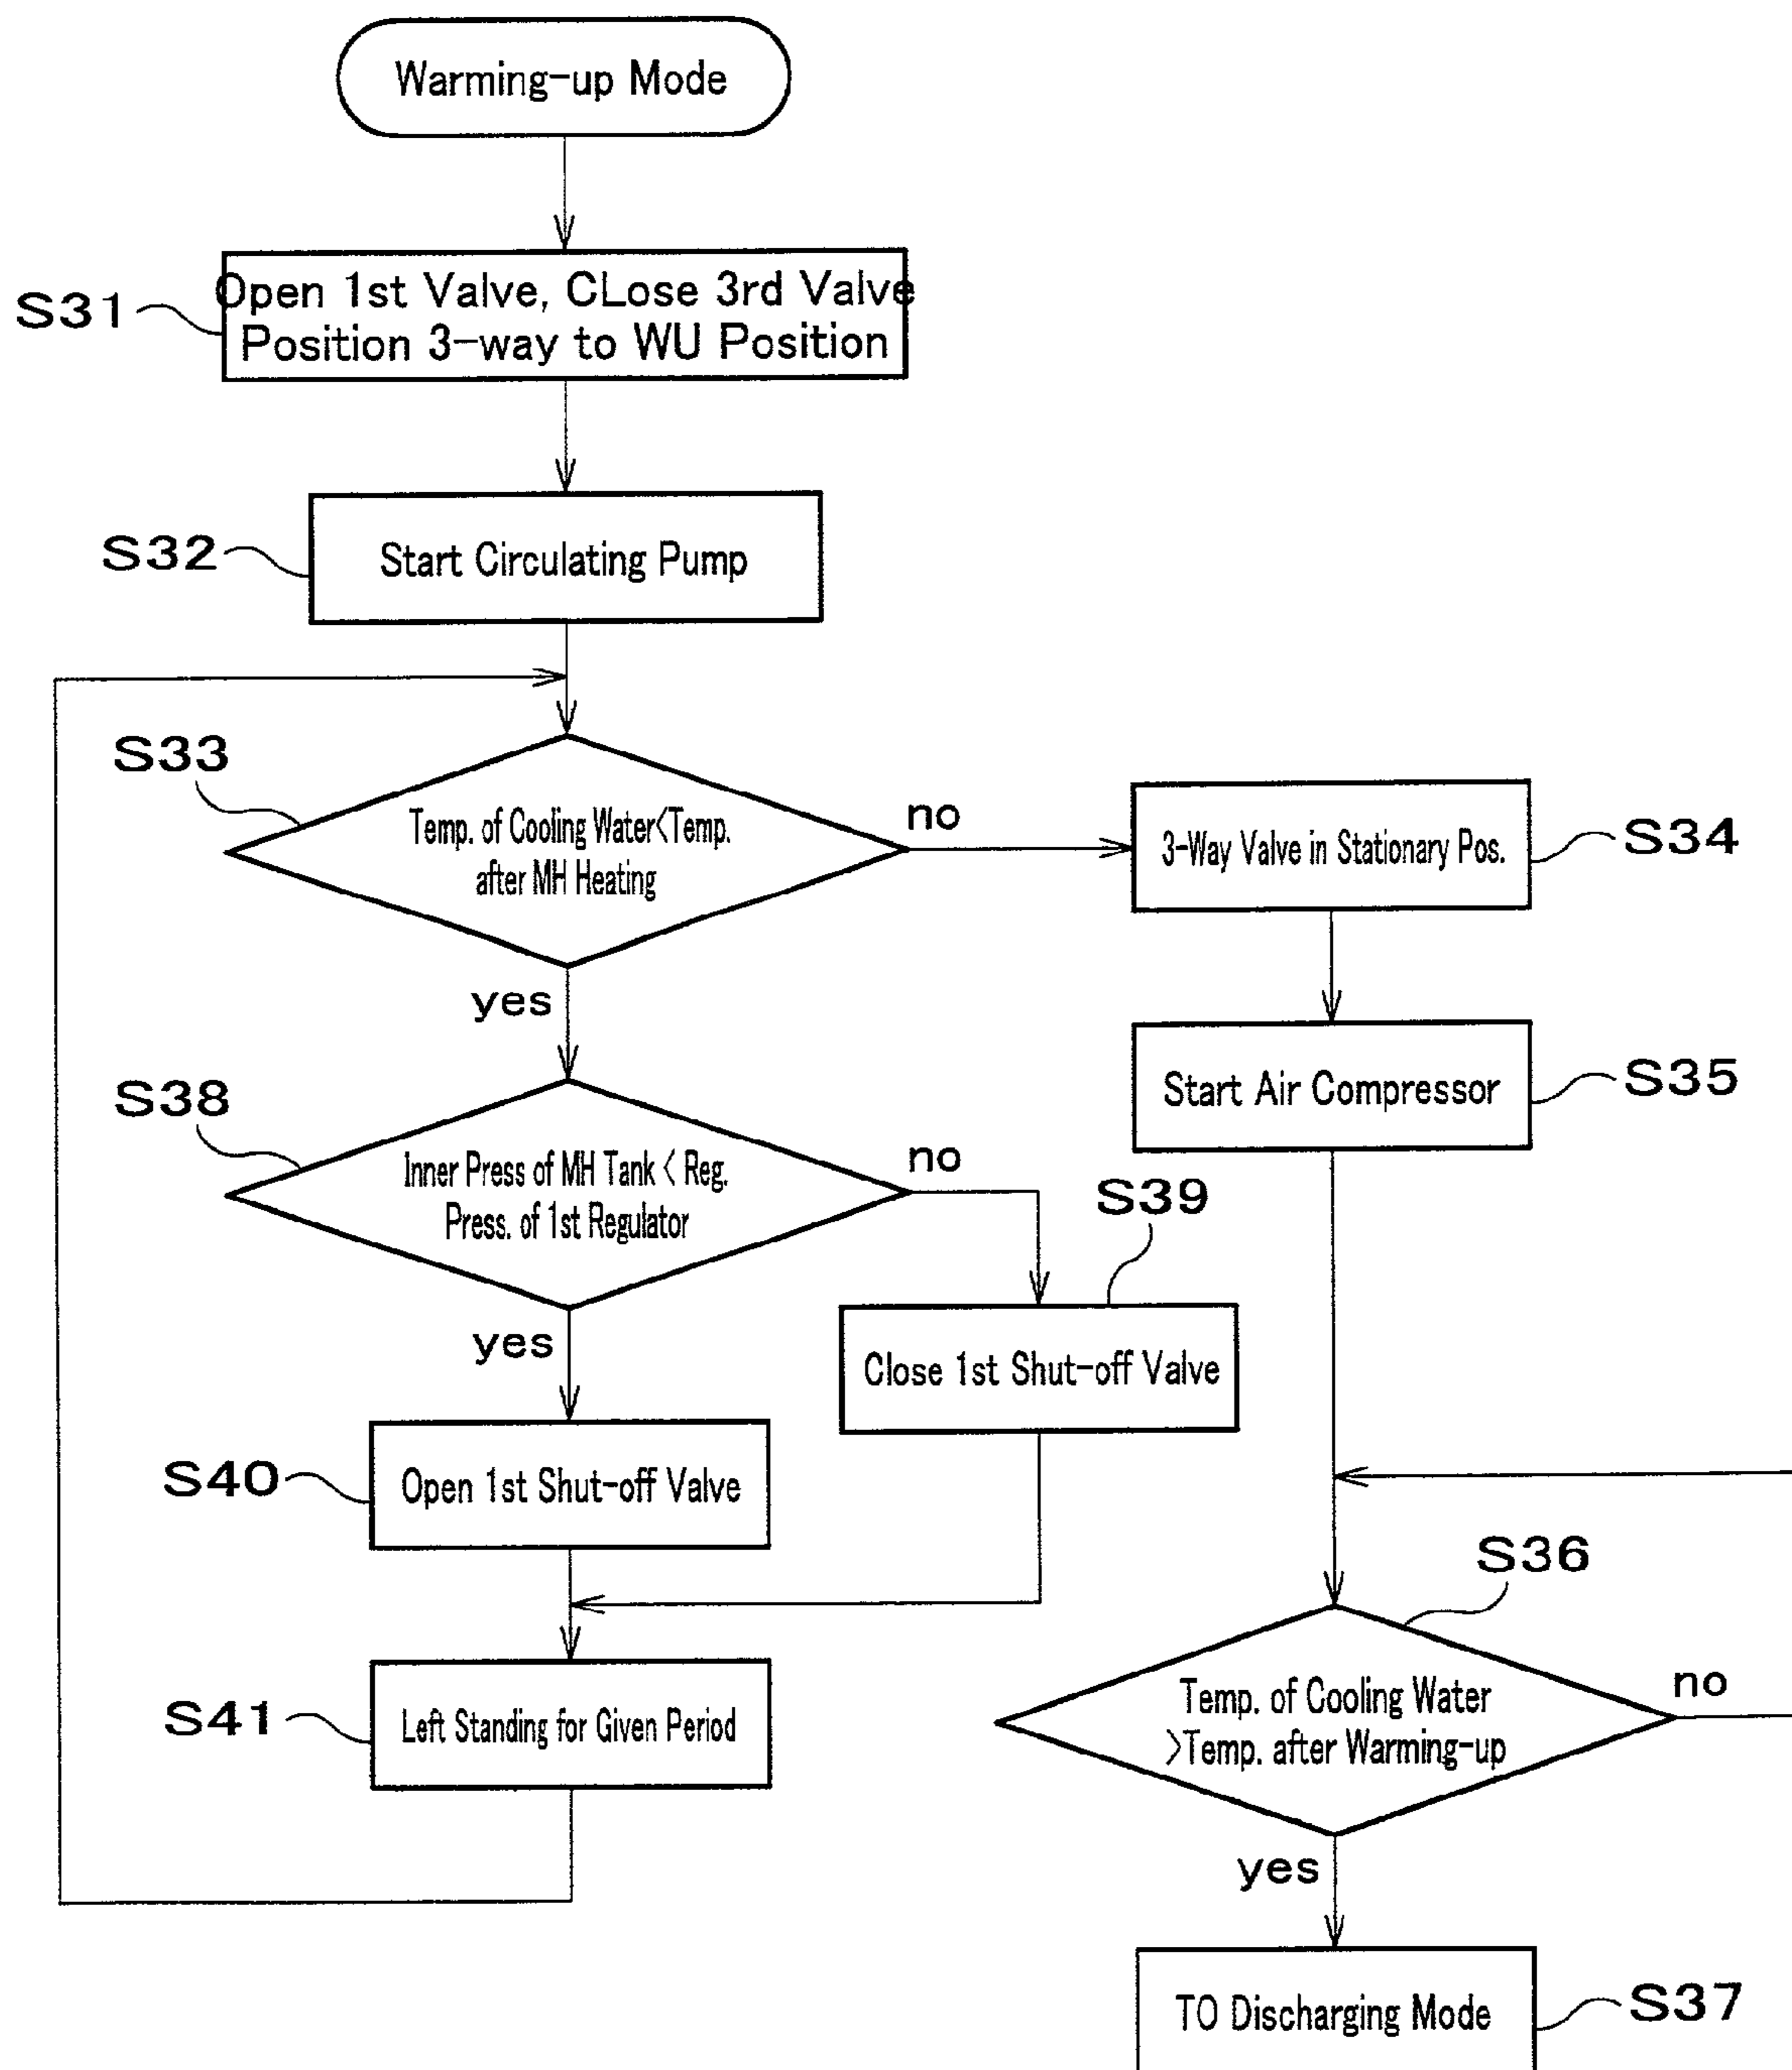 Warming-up Mode
S31
Open 1st Valve, CLose 3rd Valve
Position 3-way to WU Position
S32
Start Circulating Pump
S33
Temp. of Cooling Water<Temp.
after MH Heating
no
yes
3-Way Valve in Stationary Pos.
S34
Start Air Compressor
S35
S38
Inner Press of MH Tank < Reg.
Press. of 1st Regulator
no
yes
S39
Close 1st Shut-off Valve
S40
Open 1st Shut-off Valve
S41
Left Standing for Given Period
S36
Temp. of Cooling Water
>Temp. after Warming-up
no
yes
TO Discharging Mode
S37